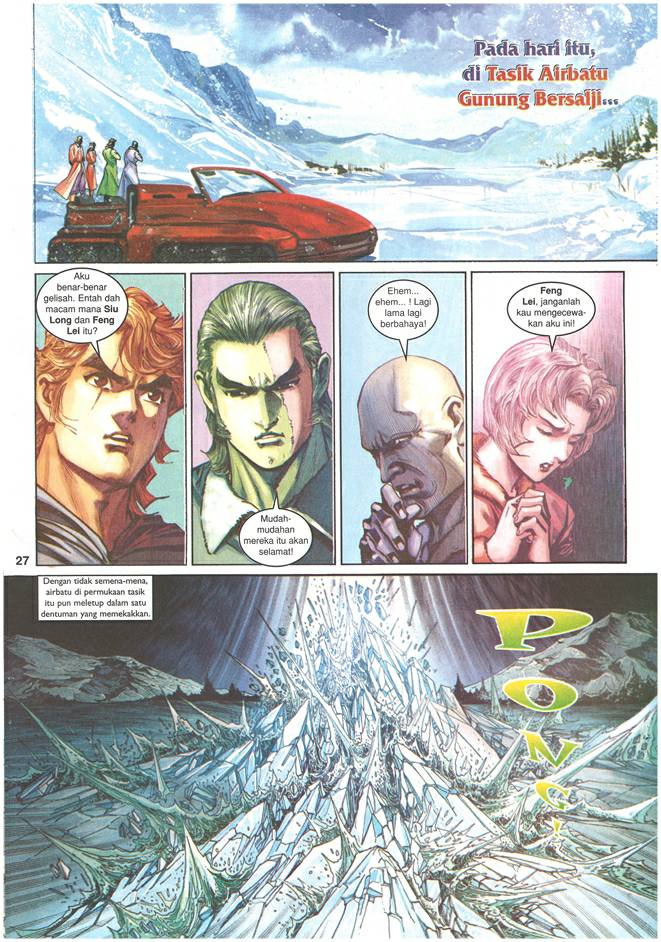 Pada hari itu,
di Tasik Airbatu
Gunung Bersalji...
Aku
benar-benar
gelisah. Entah dah
macam mana Siu
Long dan Feng
Lei itu?
Mudah-
mudahan
mereka itu akan
selamat!
Ehem...
ehem... ! Lagi
lama lagi
berbahaya!
Feng
Lei, janganlah
kau mengecewa-
kan aku ini!
27
Dengan tidak semena-mena,
airbatu di permukaan tasik
itu pun meletup dalam satu
dentuman yang memekakkan.
PONG!